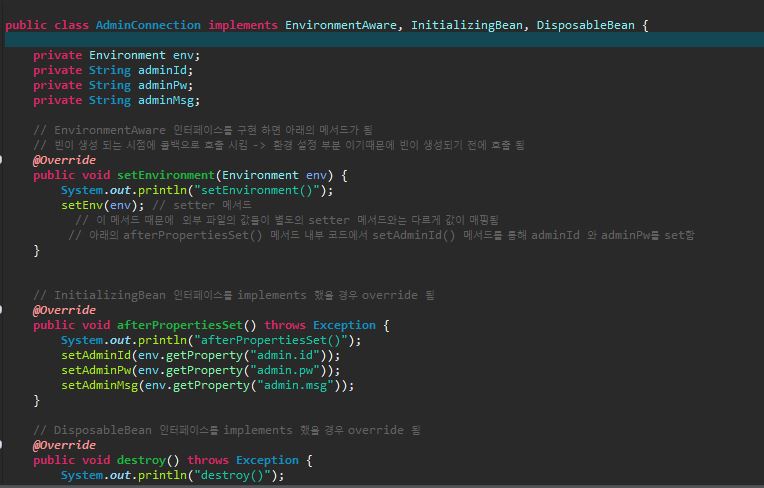 public class AdminConnection implements EnvironmentAware, InitializingBean, DisposableBean {
private Environment env;
private String adminId;
private String adminPw;
private String adminMsg;
// EnvironmentAware 인터페이스를 구현 하면 아래의 메서드가 됨
// 빈이 생성 되는 시점에 콜백으로 호출 시킴 -> 환경 설정 부분 이기때문에 빈이 생성되기 전에 호출 됨
@Override
public void setEnvironment(Environment env) {
System.out.println("setEnvironment()");
setEnv(env); // setter 메서드
// 이 메서드 때문에 외부 파일의 값들이 별도의 setter 메서드와는 다르게 값이 매핑됨
// 아래의 afterPropertiesSet() 메서드 내부 코드에서 setAdminId() 메서드를 통해 adminId 와 adminPw를 set함
}
// InitializingBean 인터페이스를 implements 했을 경우 override 됨
@Override
public void afterPropertiesSet() throws Exception {
System.out.println("afterPropertiesSet()");
setAdminId(env.getProperty("admin.id"));
setAdminPw(env.getProperty("admin.pw"));
setAdminMsg(env.getProperty("admin.msg"));
}
// DisposableBean 인터페이스를 implements 했을 경우 override 됨
@Override
public void destroy() throws Exception {
System.out.println("destroy()");